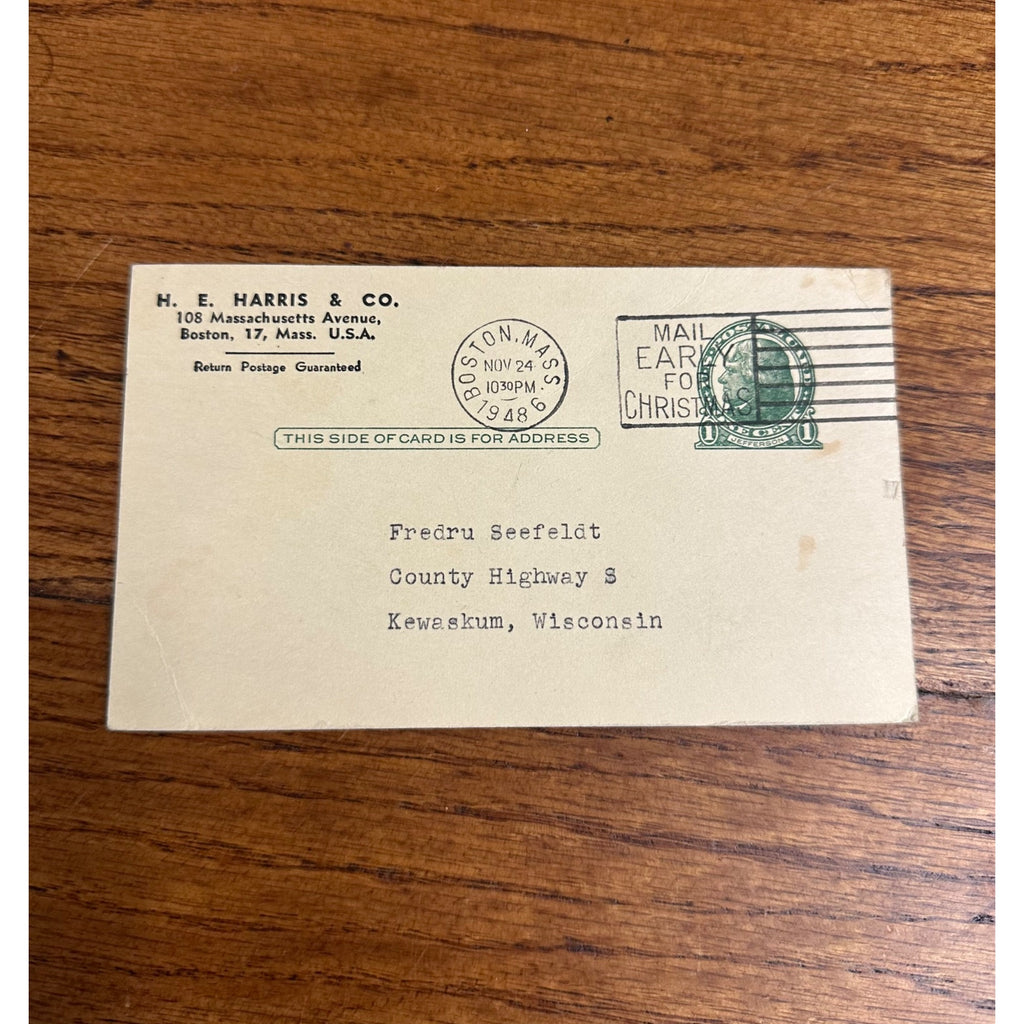 H. E. HARRIS & CO.
108 Massachusetts Avenue,
Boston, 17, Mass. U.S.A.
Return Postage Guaranteed
BOSTON, MASS.
NOV 24
10 30 PM
1948
6
MAIL
EARLY
FOR
CHRISTMAS
1 JEFFERSON 1
THIS SIDE OF CARD IS FOR ADDRESS
Fredru Seefeldt
County Highway S
Kewaskum, Wisconsin